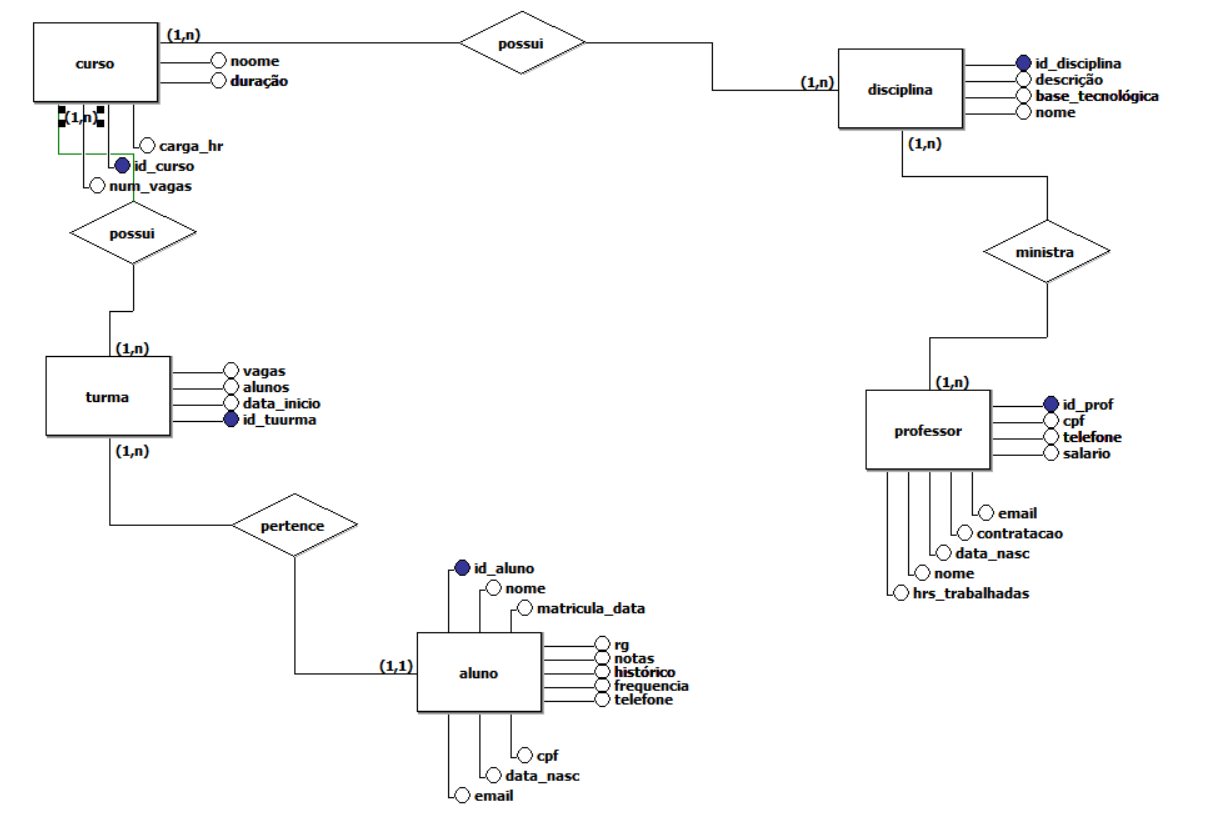 curso
(1,n)
noome
duração
(1,n)
carga_hr
id_curso
num_vagas
possui
(1,n)
disciplina
id_disciplina
descrição
base_tecnológica
nome
(1,n)
ministra
(1,n)
professor
id_prof
cpf
telefone
salario
email
contratacao
data_nasc
nome
hrs_trabalhadas
possui
(1,n)
turma
vagas
alunos
data_inicio
id_tuurma
(1,n)
pertence
(1,1)
aluno
id_aluno
nome
matricula_data
rg
notas
histórico
frequencia
telefone
cpf
data_nasc
email